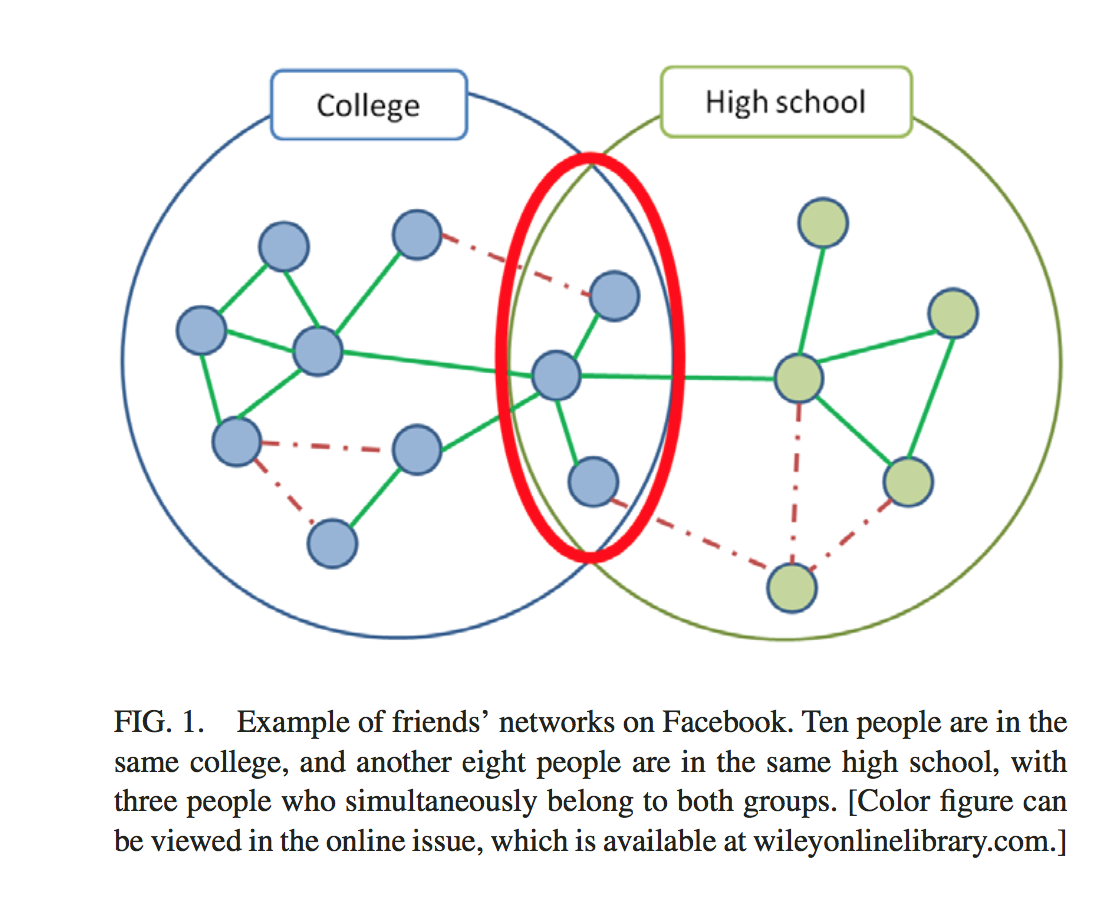 College
High school
FIG. 1. Example of friends’ networks on Facebook. Ten people are in the
same college, and another eight people are in the same high school, with
three people who simultaneously belong to both groups. [Color figure can
be viewed in the online issue, which is available at wileyonlinelibrary.com.]